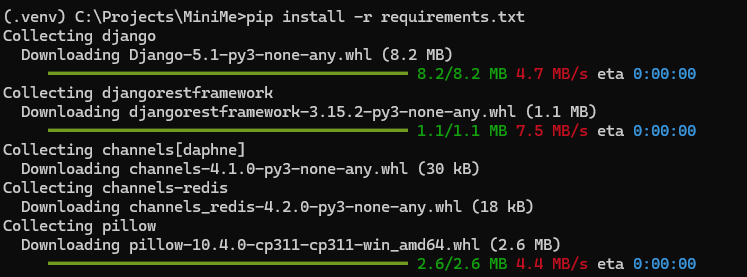 (.venv) C:\Projects\MiniMe>pip install -r requirements.txt
Collecting django
  Downloading Django-5.1-py3-none-any.whl (8.2 MB)
8.2/8.2 MB 4.7 MB/s eta 0:00:00
Collecting djangorestframework
  Downloading djangorestframework-3.15.2-py3-none-any.whl (1.1 MB)
1.1/1.1 MB 7.5 MB/s eta 0:00:00
Collecting channels[daphne]
  Downloading channels-4.1.0-py3-none-any.whl (30 kB)
Collecting channels-redis
  Downloading channels_redis-4.2.0-py3-none-any.whl (18 kB)
Collecting pillow
  Downloading pillow-10.4.0-cp311-cp311-win_amd64.whl (2.6 MB)
2.6/2.6 MB 4.4 MB/s eta 0:00:00